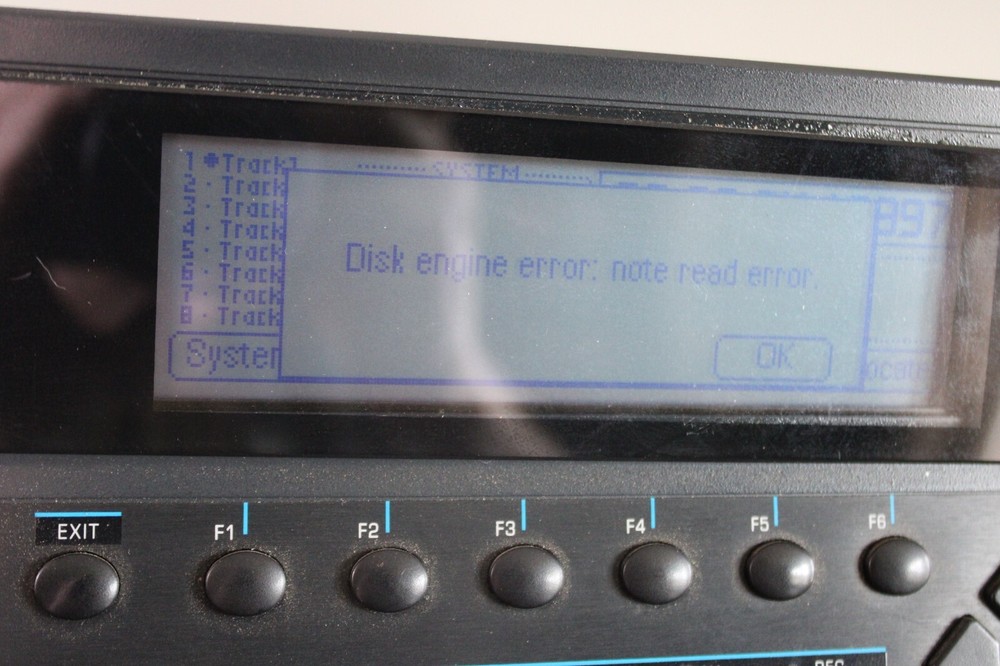 1 Track1
SYSTEM
2 · Track
3 · Track
4 · Track
5 · Track
6 · Track
7 · Track
8 · Track
897
Disk engine error: note read error.
OK
System
EXIT
F1
F2
F3
F4
F5
F6